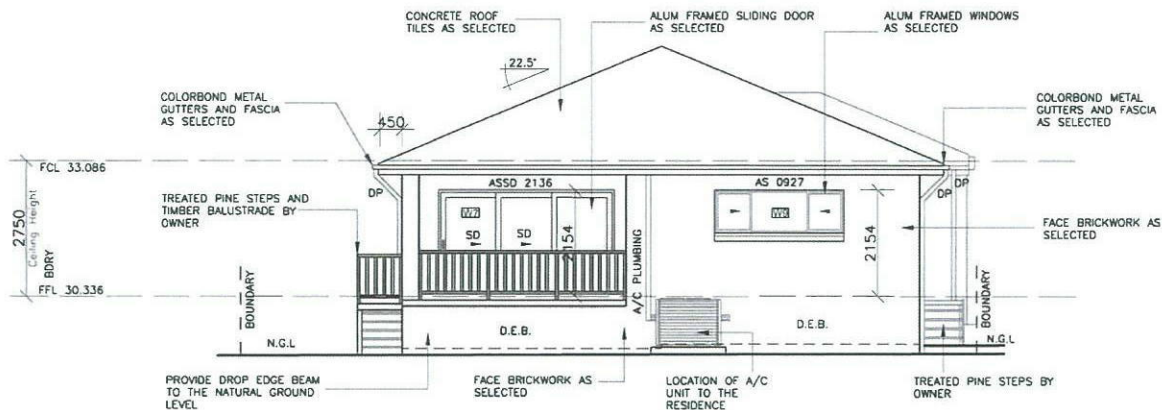 CONCRETE ROOF
TILES AS SELECTED
ALUM FRAMED SLIDING DOOR
AS SELECTED
ALUM FRAMED WINDOWS
AS SELECTED
22.5°
COLORBOND METAL
GUTTERS AND FASCIA
AS SELECTED
450
COLORBOND METAL
GUTTERS AND FASCIA
AS SELECTED
FCL 33.086
DP
ASSD 2136
AS 0927
DP
DP
TREATED PINE STEPS AND
TIMBER BALUSTRADE BY
OWNER
2750
Ceiling Height
BDRY
SD
SD
2154
A/C PLUMBING
2154
FACE BRICKWORK AS
SELECTED
FFL 30.336
BOUNDARY
D.E.B.
D.E.B.
BOUNDARY
N.G.L
N.G.L
PROVIDE DROP EDGE BEAM
TO THE NATURAL GROUND
LEVEL
FACE BRICKWORK AS
SELECTED
LOCATION OF A/C
UNIT TO THE
RESIDENCE
TREATED PINE STEPS BY
OWNER